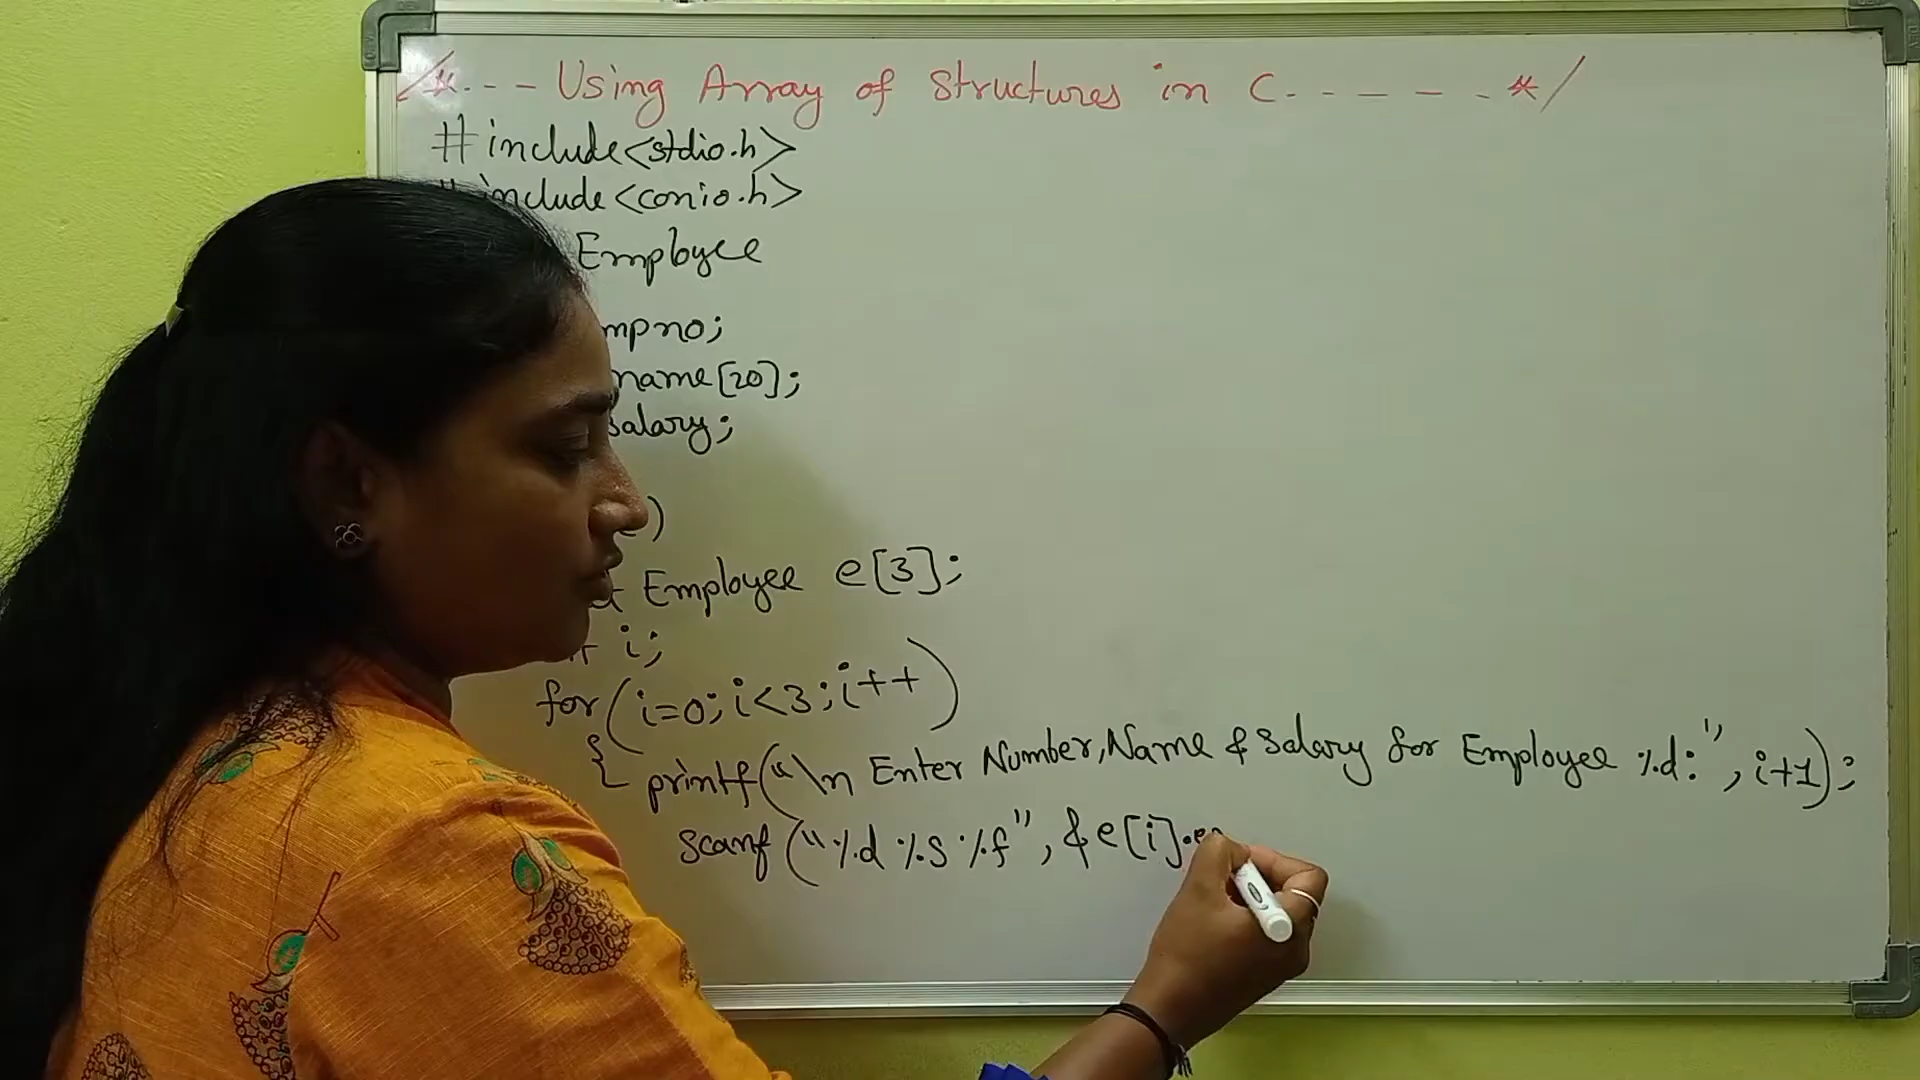 /*--- Using Array of Structures in C.-----*/
#include<stdio.h>
include<conio.h>
Employee
mpno;
name[20];
salary;
)
Employee e[3];
i;
for(i=0;i<3;i++)
{ printf("\n Enter Number,Name & Salary for Employee %d:", i+1);
scanf("%d %s %f", &e[i].e